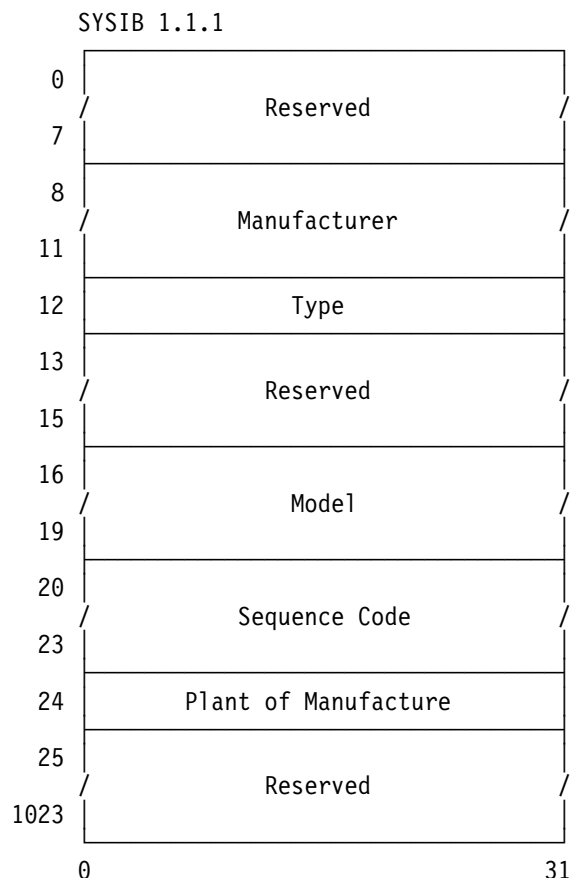 SYSIB 1.1.1
0
Reserved
7
8
Manufacturer
11
12 Type
13
Reserved
15
16
Model
19
20
Sequence Code
23
24 Plant of Manufacture
25
Reserved
1023
0 31